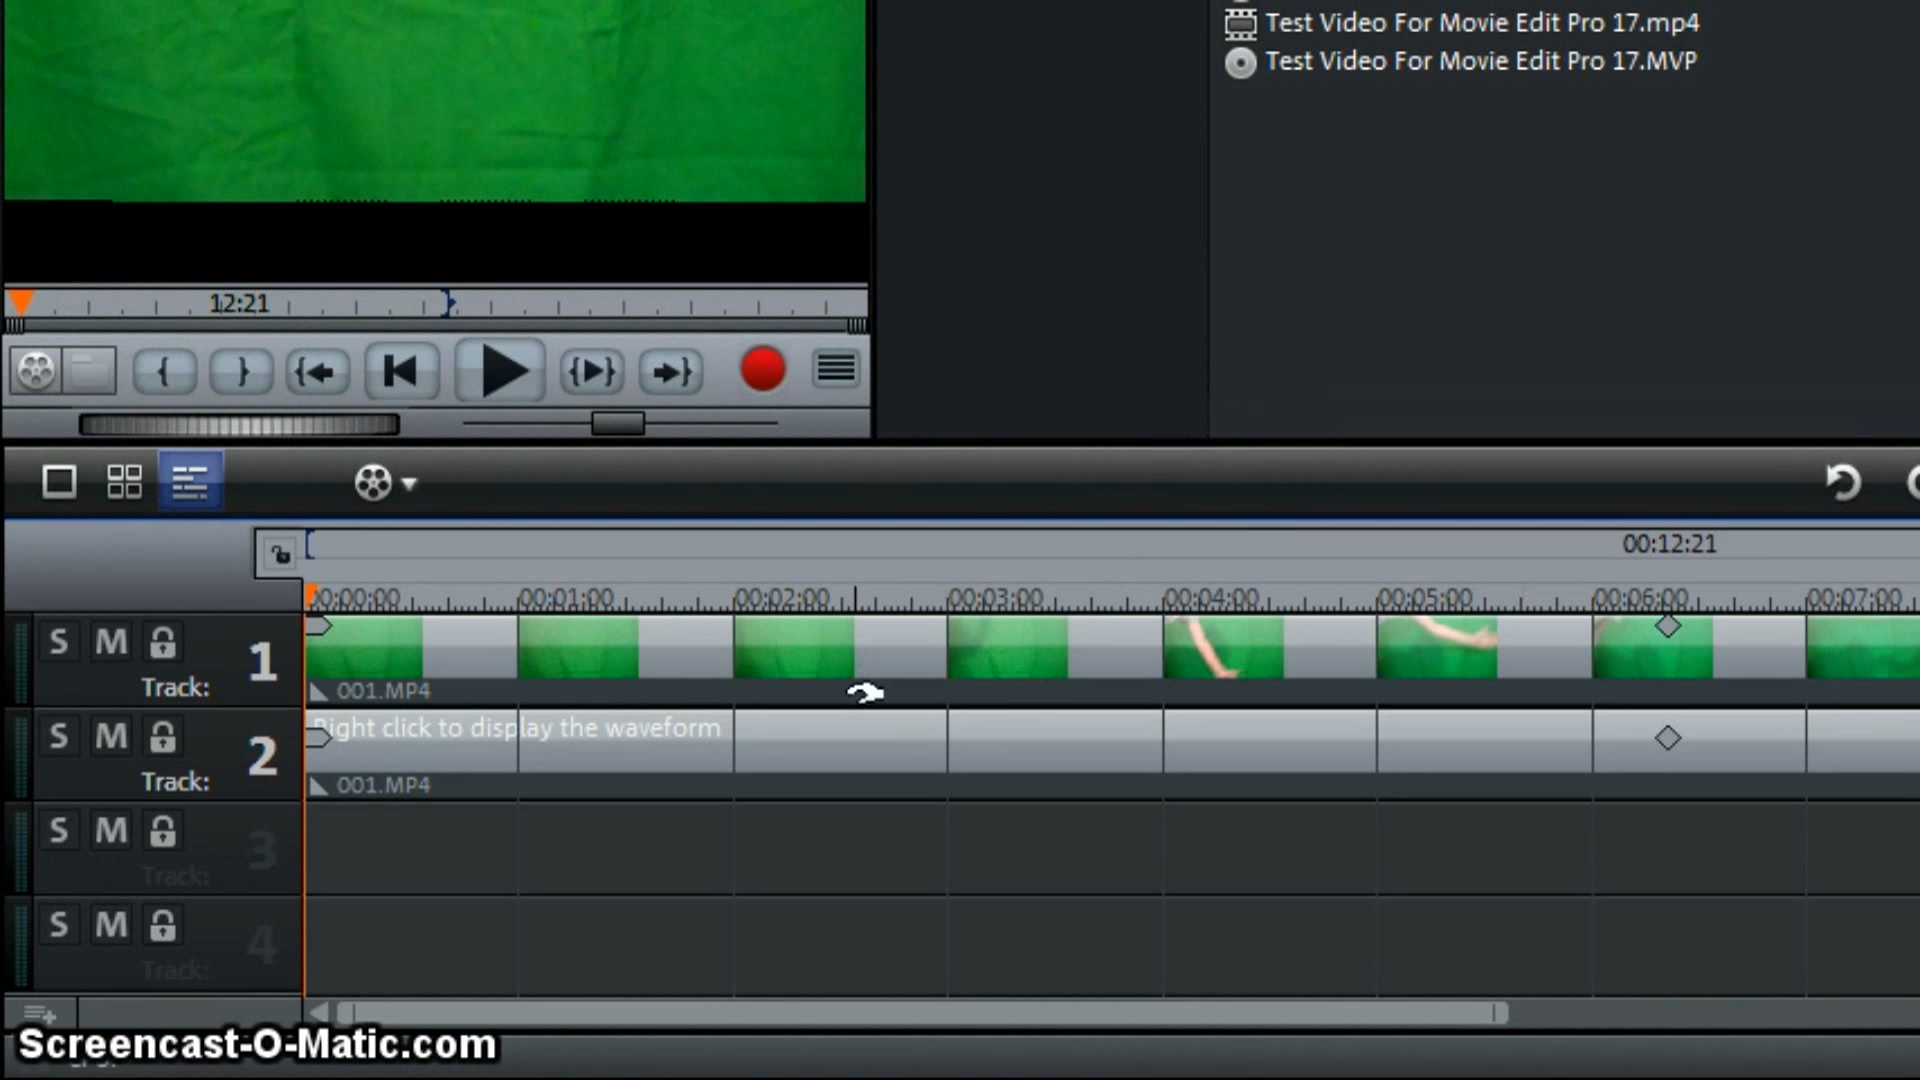 Test Video For Movie Edit Pro 17.mp4
Test Video For Movie Edit Pro 17.MVP
12:21
00:12:21
00:00:00 00:01:00 00:02:00 00:03:00 00:04:00 00:05:00 00:06:00 00:07:00
S M 1
Track:
001.MP4
S M 2
Right click to display the waveform
Track:
001.MP4
S M 3
Track:
S M 4
Track:
Screencast-O-Matic.com